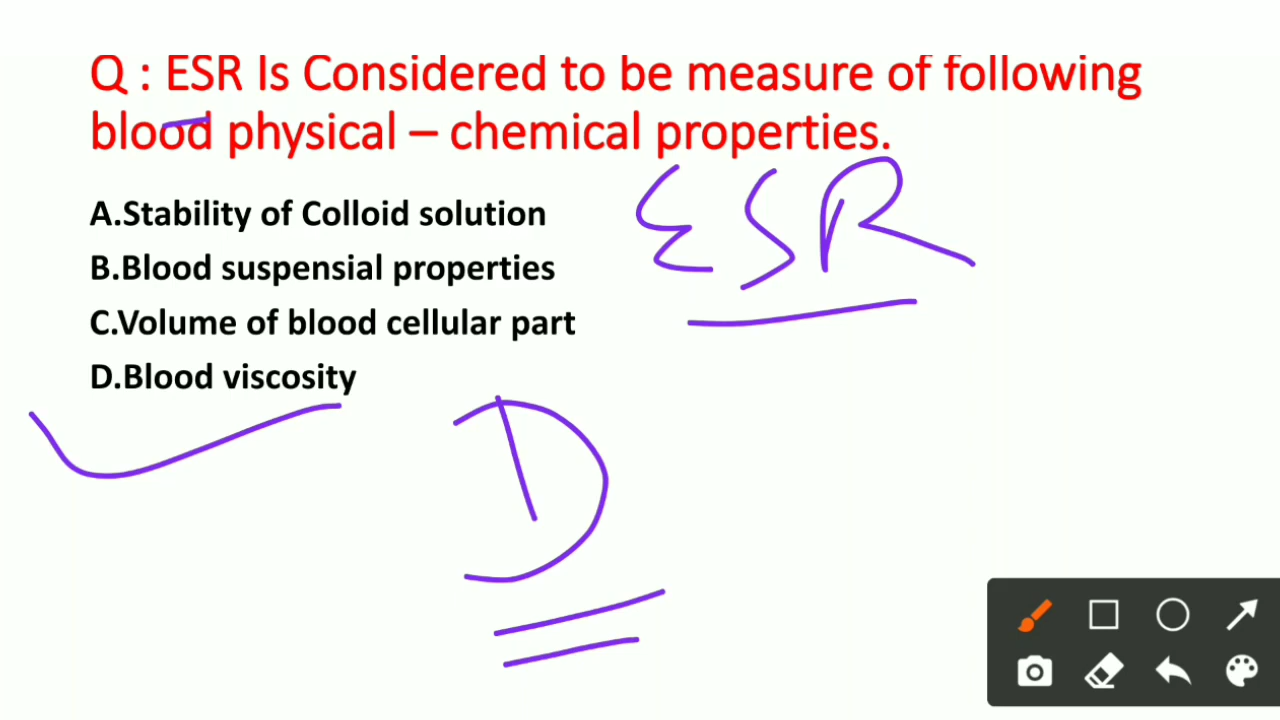 Q : ESR Is Considered to be measure of following
blood physical – chemical properties.
ESR
A.Stability of Colloid solution
B.Blood suspensial properties
C.Volume of blood cellular part
D.Blood viscosity
D